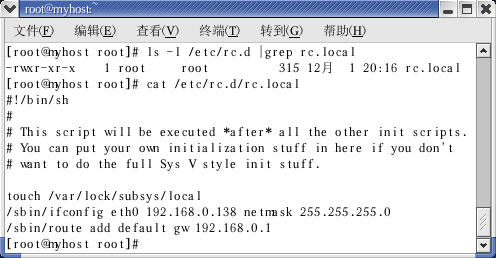 root@myhost:~
文件(F) 编辑(E) 查看(V) 终端(T) 转到(G) 帮助(H)
[root@myhost root]# ls -l /etc/rc.d |grep rc.local
-rwxr-xr-x 1 root root 315 12月 1 20:16 rc.local
[root@myhost root]# cat /etc/rc.d/rc.local
#!/bin/sh
#
# This script will be executed *after* all the other init scripts.
# You can put your own initialization stuff in here if you don't
# want to do the full Sys V style init stuff.
touch /var/lock/subsys/local
/sbin/ifconfig eth0 192.168.0.138 netmask 255.255.255.0
/sbin/route add default gw 192.168.0.1
[root@myhost root]#